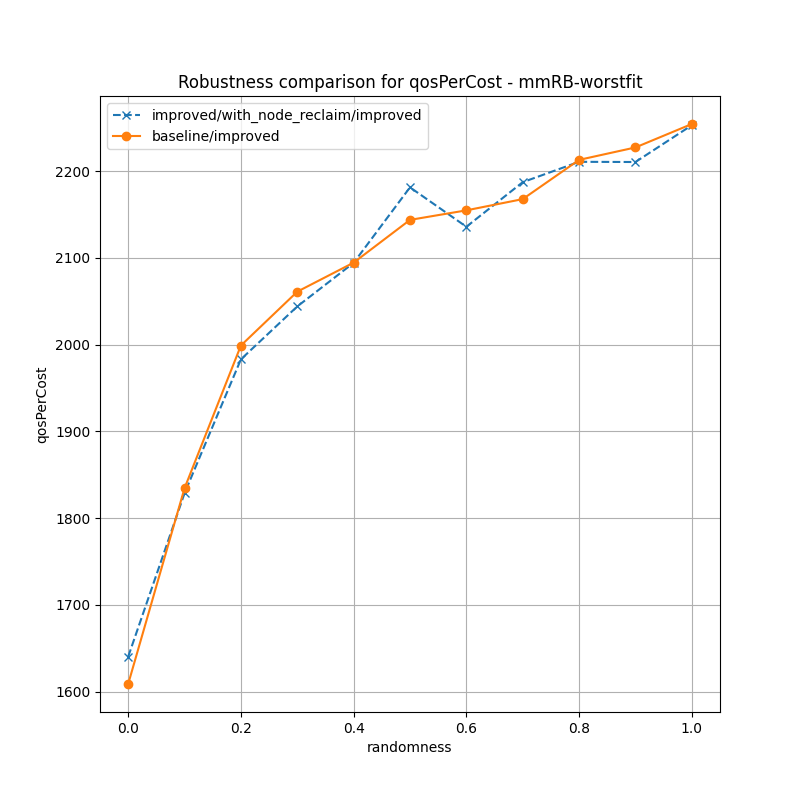 Robustness comparison for qosPerCost - mmRB-worstfit
improved/with_node_reclaim/improved
baseline/improved
2200
2100
2000
1900
1800
1700
1600
qosPerCost
0.0 0.2 0.4 0.6 0.8 1.0
randomness